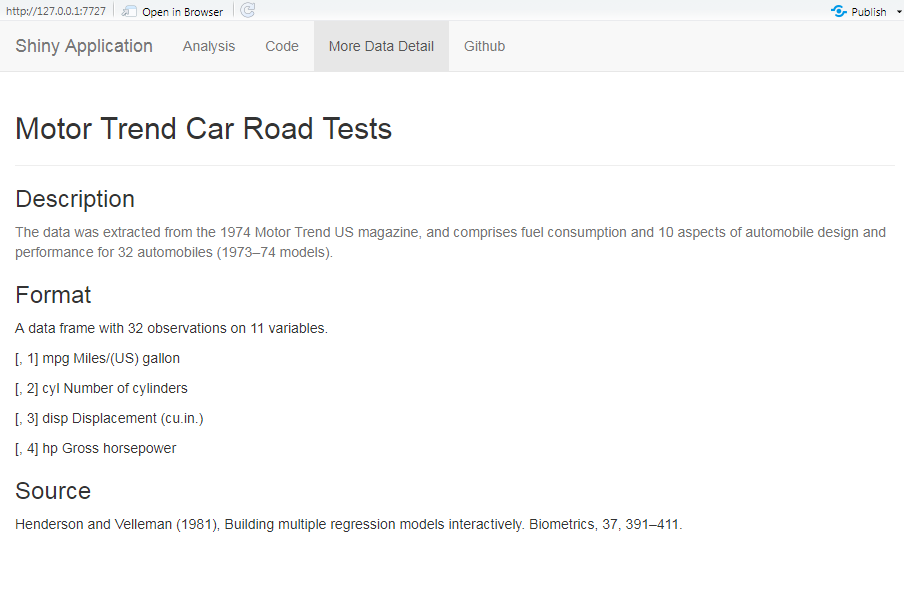 http://127.0.0.1:7727 Open in Browser Publish
Shiny Application Analysis Code More Data Detail Github
Motor Trend Car Road Tests
Description
The data was extracted from the 1974 Motor Trend US magazine, and comprises fuel consumption and 10 aspects of automobile design and
performance for 32 automobiles (1973–74 models).
Format
A data frame with 32 observations on 11 variables.
[, 1] mpg Miles/(US) gallon
[, 2] cyl Number of cylinders
[, 3] disp Displacement (cu.in.)
[, 4] hp Gross horsepower
Source
Henderson and Velleman (1981), Building multiple regression models interactively. Biometrics, 37, 391–411.